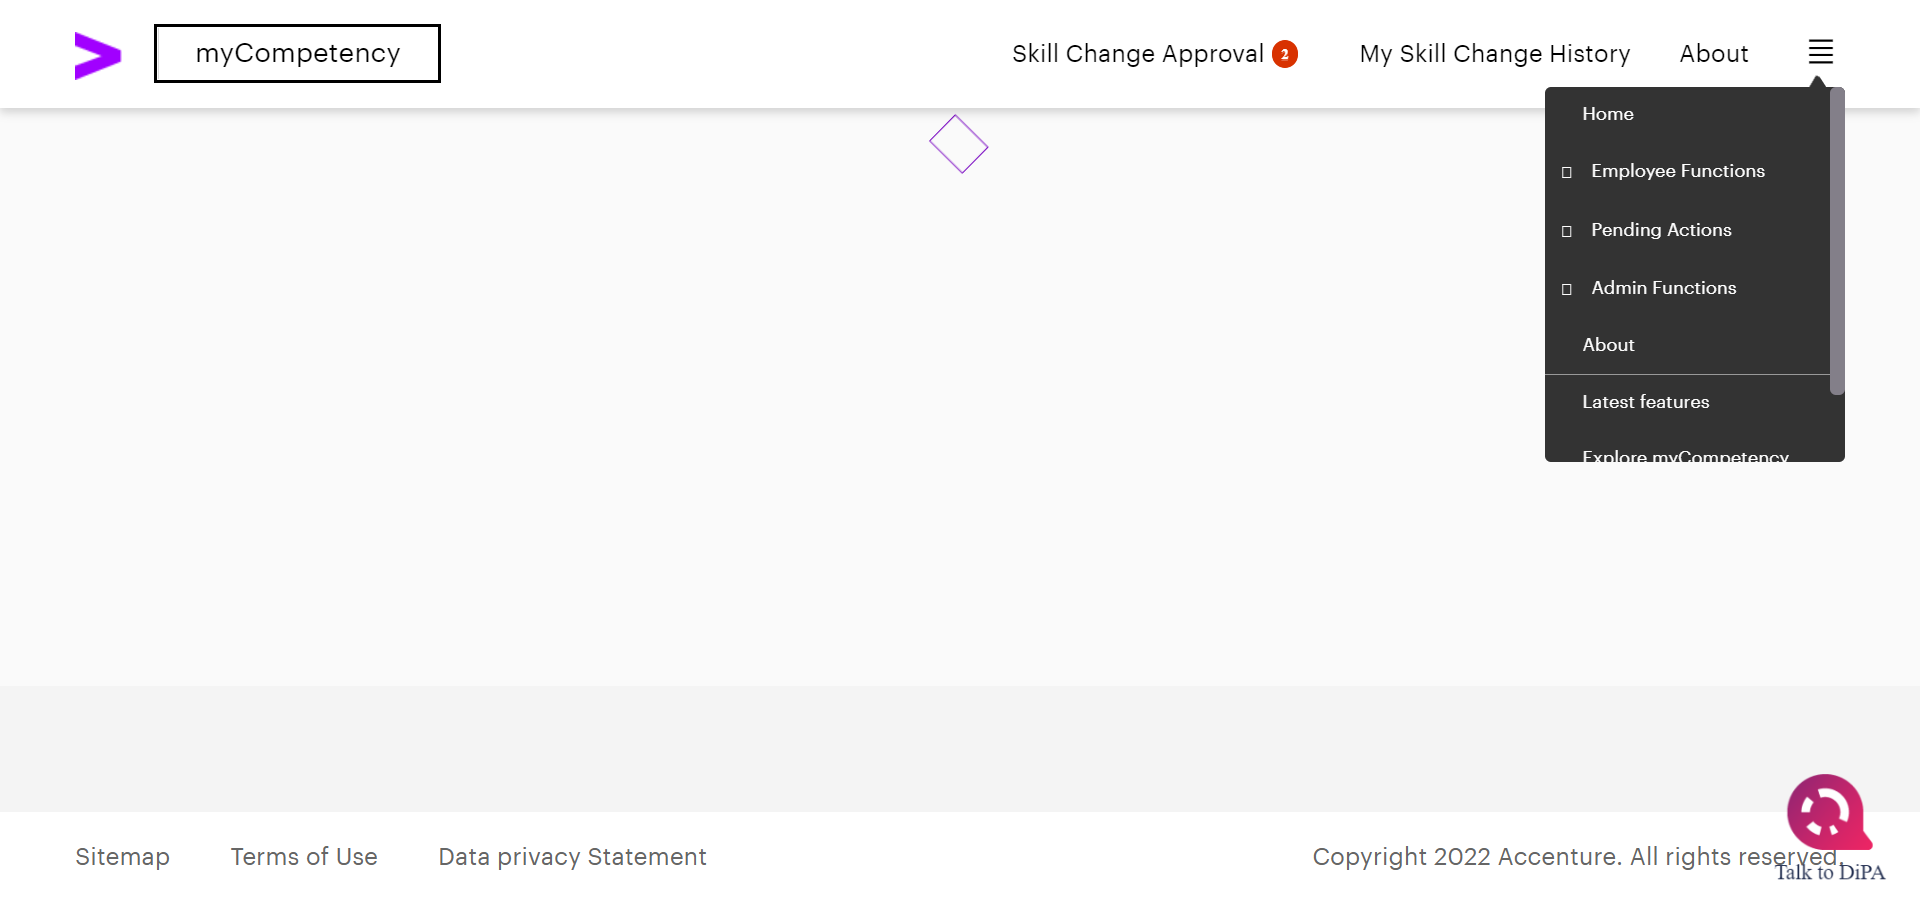 myCompetency
Skill Change Approval 2
My Skill Change History
About
Home
Employee Functions
Pending Actions
Admin Functions
About
Latest features
Explore myCompetency
Sitemap
Terms of Use
Data privacy Statement
Copyright 2022 Accenture. All rights reserved.
Talk to DiPA